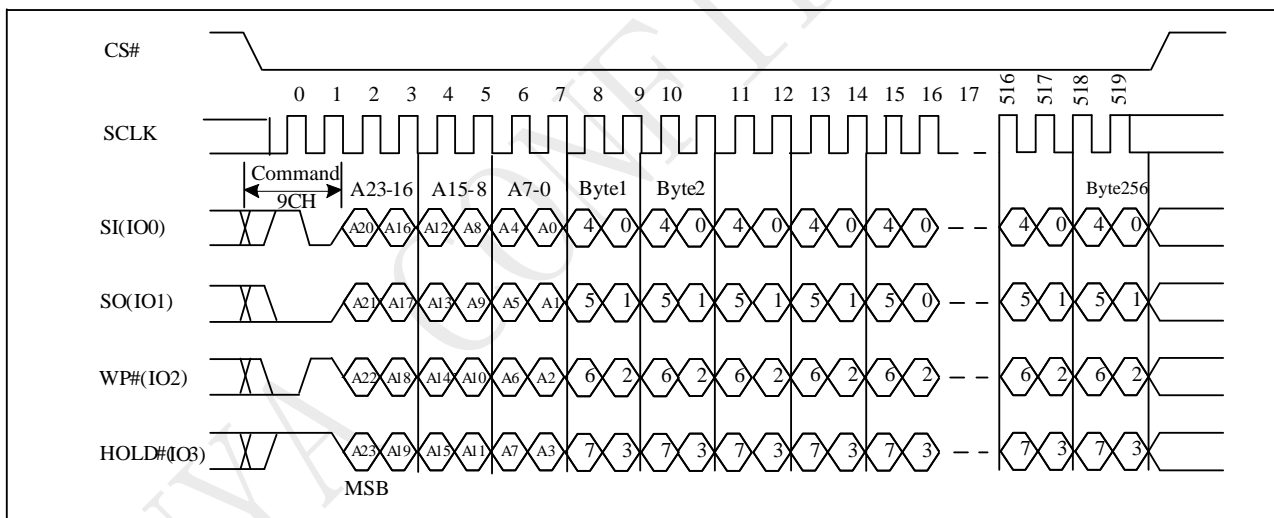 CS#
0 1 2 3 4 5 6 7 8 9 10 11 12 13 14 15 16 17 516 517 518 519
SCLK
Command
9CH
A23-16 A15-8 A7-0 Byte1 Byte2 Byte256
SI(IO0) A20 A16 A12 A8 A4 A0 4 0 4 0 4 0 4 0 4 0 4 0 4 0
SO(IO1) A21 A17 A13 A9 A5 A1 5 1 5 1 5 1 5 1 5 0 5 1 5 1
WP#(IO2) A22 A18 A14 A10 A6 A2 6 2 6 2 6 2 6 2 6 2 6 2 6 2
HOLD#(IO3) A23 A19 A15 A11 A7 A3 7 3 7 3 7 3 7 3 7 3 7 3 7 3
MSB